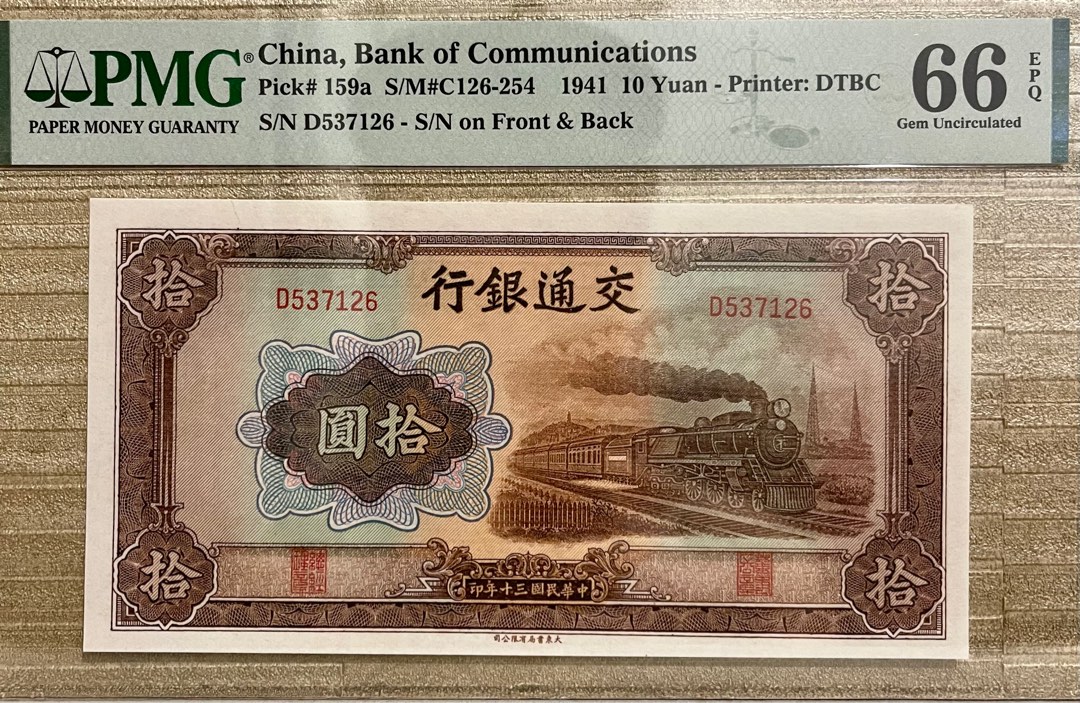 PMG®
PAPER MONEY GUARANTY
China, Bank of Communications
Pick# 159a S/M#C126-254 1941 10 Yuan - Printer: DTBC
S/N D537126 - S/N on Front & Back
66
EPQ
Gem Uncirculated
拾
拾
行銀通交
D537126
D537126
圓拾
拾
拾
印年十三國民華中
司公限有局書東大